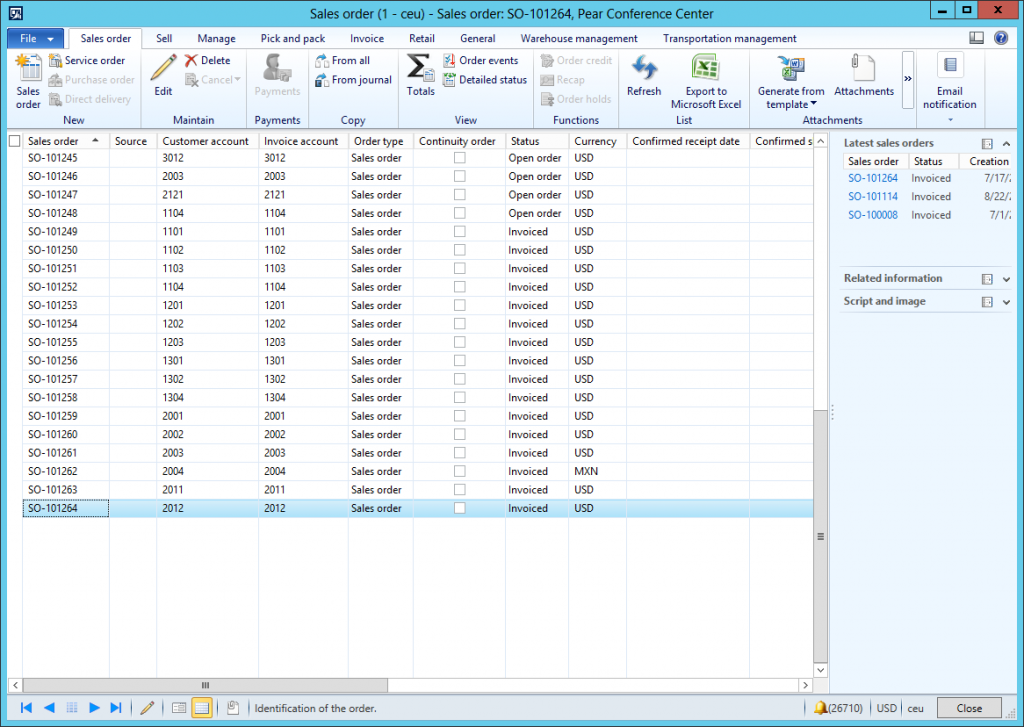 Sales order (1 - ceu) - Sales order: SO-101264, Pear Conference Center
File Sales order Sell Manage Pick and pack Invoice Retail General Warehouse management Transportation management
Sales order
Service order
Purchase order
Direct delivery
New
Edit
Delete
Cancel
Maintain
Payments
Payments
From all
From journal
Copy
Totals
Order events
Detailed status
View
Order credit
Recap
Order holds
Functions
Refresh
Export to
Microsoft Excel
List
Generate from
template
Attachments
»
Attachments
Email
notification
Sales order Source Customer account Invoice account Order type Continuity order Status Currency Confirmed receipt date Confirmed s
SO-101245 3012 3012 Sales order Open order USD
SO-101246 2003 2003 Sales order Open order USD
SO-101247 2121 2121 Sales order Open order USD
SO-101248 1104 1104 Sales order Open order USD
SO-101249 1101 1101 Sales order Invoiced USD
SO-101250 1102 1102 Sales order Invoiced USD
SO-101251 1103 1103 Sales order Invoiced USD
SO-101252 1104 1104 Sales order Invoiced USD
SO-101253 1201 1201 Sales order Invoiced USD
SO-101254 1202 1202 Sales order Invoiced USD
SO-101255 1203 1203 Sales order Invoiced USD
SO-101256 1301 1301 Sales order Invoiced USD
SO-101257 1302 1302 Sales order Invoiced USD
SO-101258 1304 1304 Sales order Invoiced USD
SO-101259 2001 2001 Sales order Invoiced USD
SO-101260 2002 2002 Sales order Invoiced USD
SO-101261 2003 2003 Sales order Invoiced USD
SO-101262 2004 2004 Sales order Invoiced MXN
SO-101263 2011 2011 Sales order Invoiced USD
SO-101264 2012 2012 Sales order Invoiced USD
Latest sales orders
Sales order Status Creation
SO-101264 Invoiced 7/17/
SO-101114 Invoiced 8/22/
SO-100008 Invoiced 7/1/
Related information
Script and image
Identification of the order.
(26710) USD ceu Close